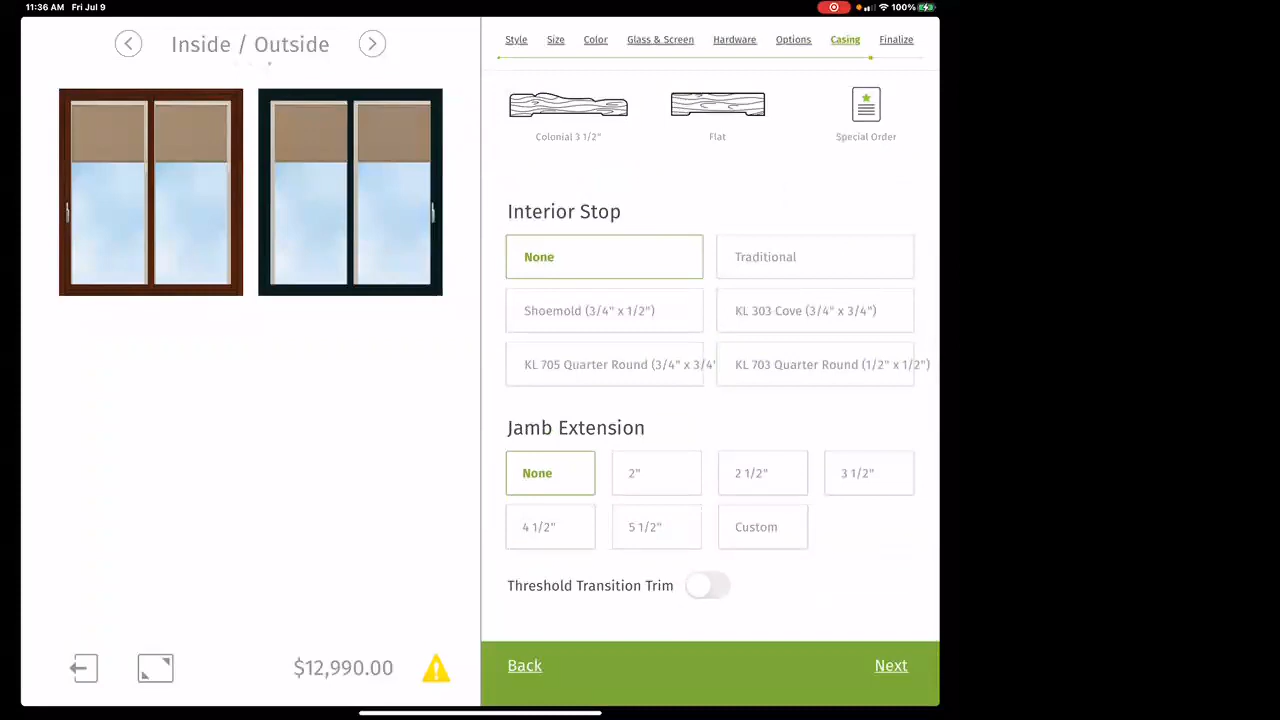 11:36 AM Fri Jul 9
100%
Inside / Outside
Style Size Color Glass & Screen Hardware Options Casing Finalize
Colonial 3 1/2" Flat Special Order
Interior Stop
None Traditional
Shoemold (3/4" x 1/2") KL 303 Cove (3/4" x 3/4")
KL 705 Quarter Round (3/4" x 3/4" KL 703 Quarter Round (1/2" x 1/2")
Jamb Extension
None 2" 2 1/2" 3 1/2"
4 1/2" 5 1/2" Custom
Threshold Transition Trim
$12,990.00
Back Next